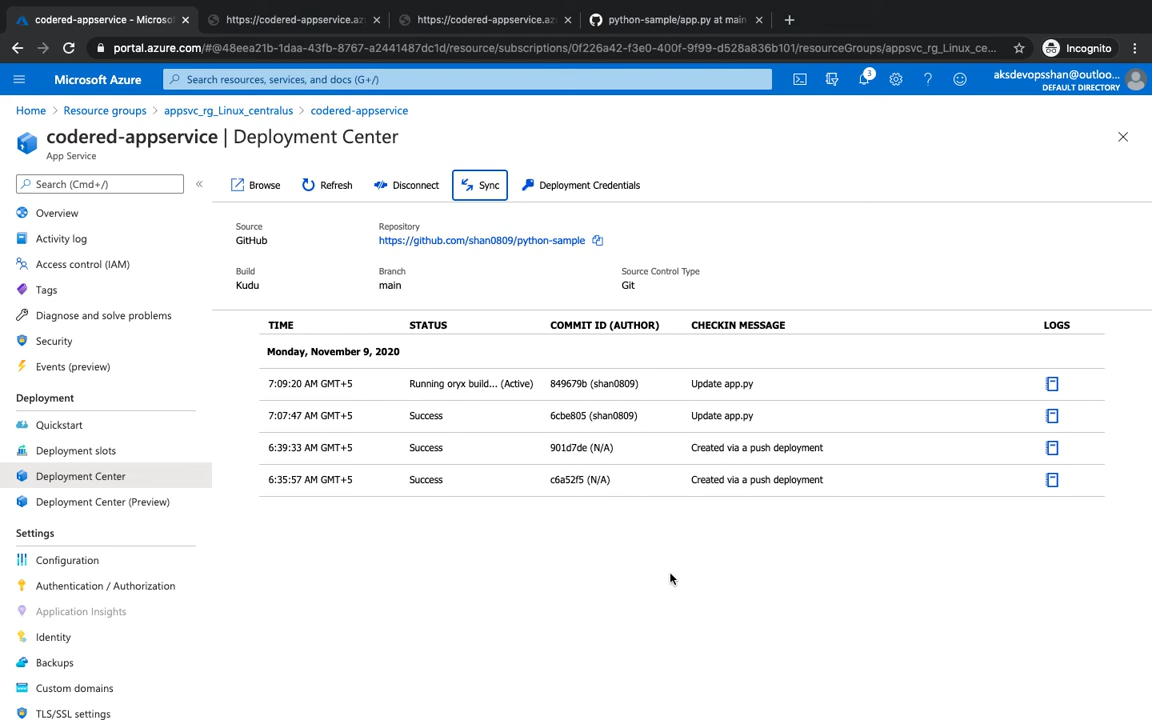 codered-appservice - Microsof
https://codered-appservice.az
https://codered-appservice.az
python-sample/app.py at main
portal.azure.com/#@48eea21b-1daa-43fb-8767-a2441487dc1d/resource/subscriptions/0f226a42-f3e0-400f-9f99-d528a836b101/resourceGroups/appsvc_rg_Linux_ce...
Incognito
Microsoft Azure
Search resources, services, and docs (G+/)
3
aksdevopsshan@outloo...
DEFAULT DIRECTORY
Home > Resource groups > appsvc_rg_Linux_centralus > codered-appservice
codered-appservice | Deployment Center
App Service
Search (Cmd+/)
«
Browse
Refresh
Disconnect
Sync
Deployment Credentials
Overview
Activity log
Access control (IAM)
Tags
Diagnose and solve problems
Security
Events (preview)
Deployment
Quickstart
Deployment slots
Deployment Center
Deployment Center (Preview)
Settings
Configuration
Authentication / Authorization
Application Insights
Identity
Backups
Custom domains
TLS/SSL settings
Source
GitHub
Repository
https://github.com/shan0809/python-sample
Build
Kudu
Branch
main
Source Control Type
Git
TIME STATUS COMMIT ID (AUTHOR) CHECKIN MESSAGE LOGS
Monday, November 9, 2020
7:09:20 AM GMT+5 Running oryx build... (Active) 849679b (shan0809) Update app.py
7:07:47 AM GMT+5 Success 6cbe805 (shan0809) Update app.py
6:39:33 AM GMT+5 Success 901d7de (N/A) Created via a push deployment
6:35:57 AM GMT+5 Success c6a52f5 (N/A) Created via a push deployment